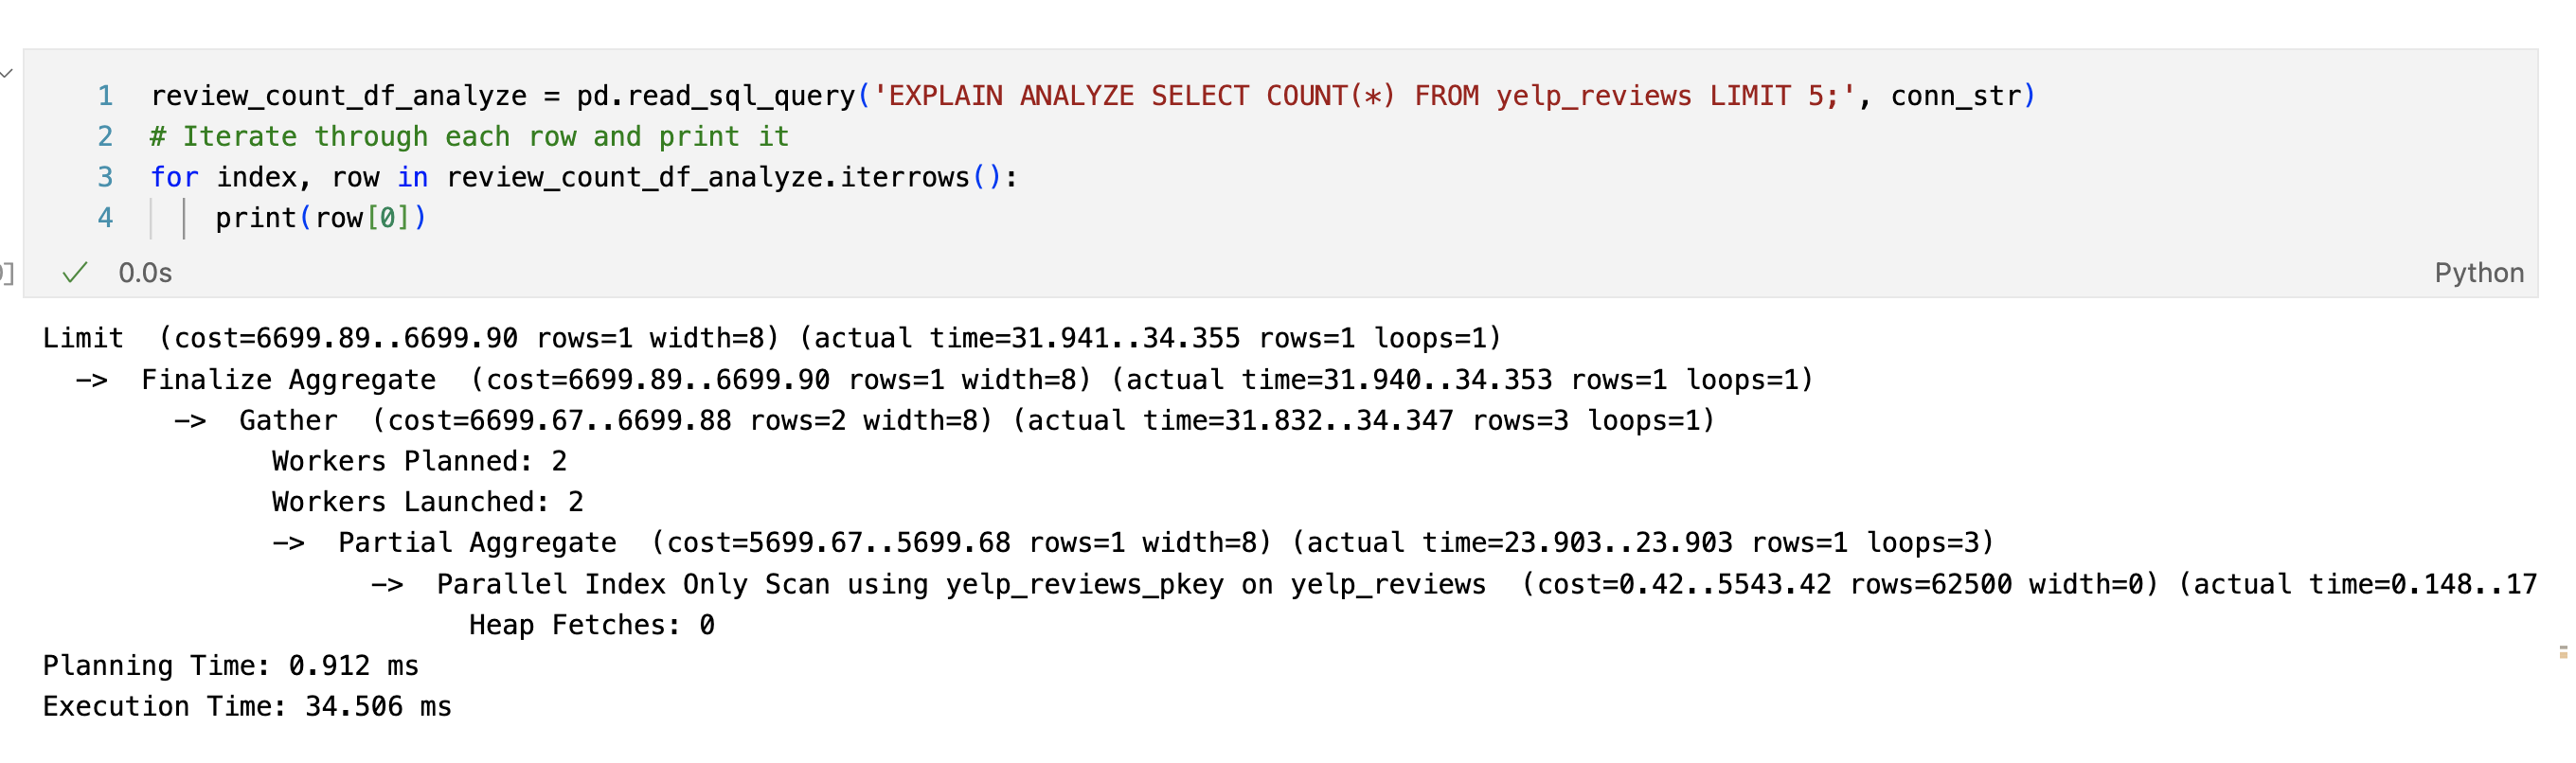 1 review_count_df_analyze = pd.read_sql_query('EXPLAIN ANALYZE SELECT COUNT(*) FROM yelp_reviews LIMIT 5;', conn_str)
2 # Iterate through each row and print it
3 for index, row in review_count_df_analyze.iterrows():
4 print(row[0])
✓ 0.0s Python
Limit (cost=6699.89..6699.90 rows=1 width=8) (actual time=31.941..34.355 rows=1 loops=1)
-> Finalize Aggregate (cost=6699.89..6699.90 rows=1 width=8) (actual time=31.940..34.353 rows=1 loops=1)
-> Gather (cost=6699.67..6699.88 rows=2 width=8) (actual time=31.832..34.347 rows=3 loops=1)
Workers Planned: 2
Workers Launched: 2
-> Partial Aggregate (cost=5699.67..5699.68 rows=1 width=8) (actual time=23.903..23.903 rows=1 loops=3)
-> Parallel Index Only Scan using yelp_reviews_pkey on yelp_reviews (cost=0.42..5543.42 rows=62500 width=0) (actual time=0.148..17
Heap Fetches: 0
Planning Time: 0.912 ms
Execution Time: 34.506 ms